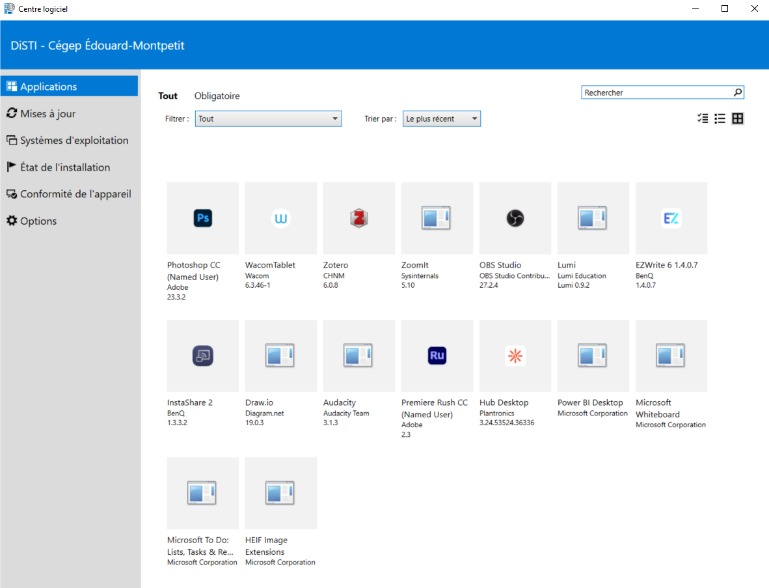 Centre logiciel
DiSTI - Cégep Édouard-Montpetit
Applications
Mises à jour
Systèmes d'exploitation
État de l'installation
Conformité de l'appareil
Options
Tout Obligatoire
Rechercher
Filtrer : Tout Trier par : Le plus récent
Ps
Photoshop CC
(Named User)
Adobe
23.3.2
WacomTablet
Wacom
6.3.46-1
Z
Zotero
CHNM
6.0.8
ZoomIt
Sysinternals
5.10
OBS Studio
OBS Studio Contribu...
27.2.4
Lumi
Lumi Education
Lumi 0.9.2
EZ
EZWrite 6 1.4.0.7
BenQ
1.4.0.7
InstaShare 2
BenQ
1.3.3.2
Draw.io
Diagram.net
19.0.3
Audacity
Audacity Team
3.1.3
Ru
Premiere Rush CC
(Named User)
Adobe
2.3
Hub Desktop
Plantronics
3.24.53524.36336
Power BI Desktop
Microsoft Corporation
Microsoft
Whiteboard
Microsoft Corporation
Microsoft To Do:
Lists, Tasks & Re...
Microsoft Corporation
HEIF Image
Extensions
Microsoft Corporation